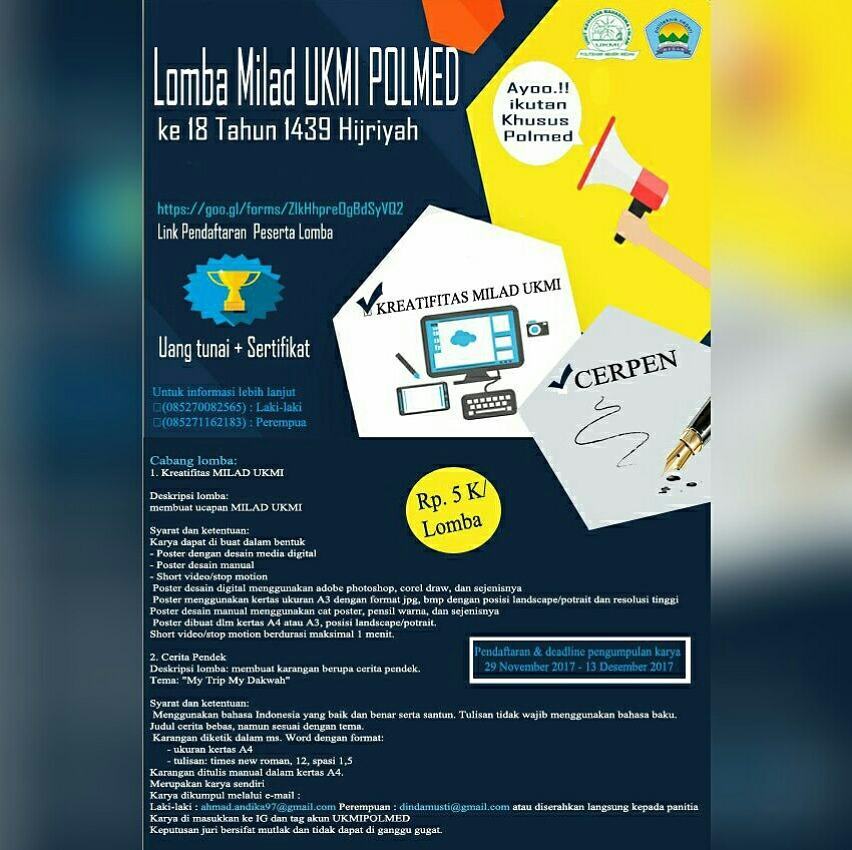 UKMI
Lomba Milad UKMI POLMED
ke 18 Tahun 1439 Hijriyah
Ayoo.!!
ikutan
Khusus
Polmed
https://goo.gl/forms/ZlkHhpreOgBdSyVQ2
Link Pendaftaran Peserta Lomba
KREATIFITAS MILAD UKMI
Uang tunai + Sertifikat
CERPEN
Untuk informasi lebih lanjut
(085270082565) : Laki-laki
(085271162183) : Perempua
Cabang lomba:
1. Kreatifitas MILAD UKMI
Deskripsi lomba:
membuat ucapan MILAD UKMI
Rp. 5 K/
Lomba
Syarat dan ketentuan:
Karya dapat di buat dalam bentuk
- Poster dengan desain media digital
- Poster desain manual
- Short video/stop motion
Poster desain digital menggunakan adobe photoshop, corel draw, dan sejenisnya
Poster menggunakan kertas ukuran A3 dengan format jpg, bmp dengan posisi landscape/potrait dan resolusi tinggi
Poster desain manual menggunakan cat poster, pensil warna, dan sejenisnya
Poster dibuat dlm kertas A4 atau A3, posisi landscape/potrait.
Short video/stop motion berdurasi maksimal 1 menit.
Pendaftaran & deadline pengumpulan karya
29 November 2017 - 13 Desember 2017
2. Cerita Pendek
Deskripsi lomba: membuat karangan berupa cerita pendek.
Tema: "My Trip My Dakwah"
Syarat dan ketentuan:
Menggunakan bahasa Indonesia yang baik dan benar serta santun. Tulisan tidak wajib menggunakan bahasa baku.
Judul cerita bebas, namun sesuai dengan tema.
Karangan diketik dalam ms. Word dengan format:
- ukuran kertas A4
- tulisan: times new roman, 12, spasi 1,5
Karangan ditulis manual dalam kertas A4.
Merupakan karya sendiri
Karya dikumpul melalui e-mail :
Laki-laki : ahmad.andika97@gmail.com Perempuan : dindamusti@gmail.com atau diserahkan langsung kepada panitia
Karya di masukkan ke IG dan tag akun UKMIPOLMED
Keputusan juri bersifat mutlak dan tidak dapat di ganggu gugat.